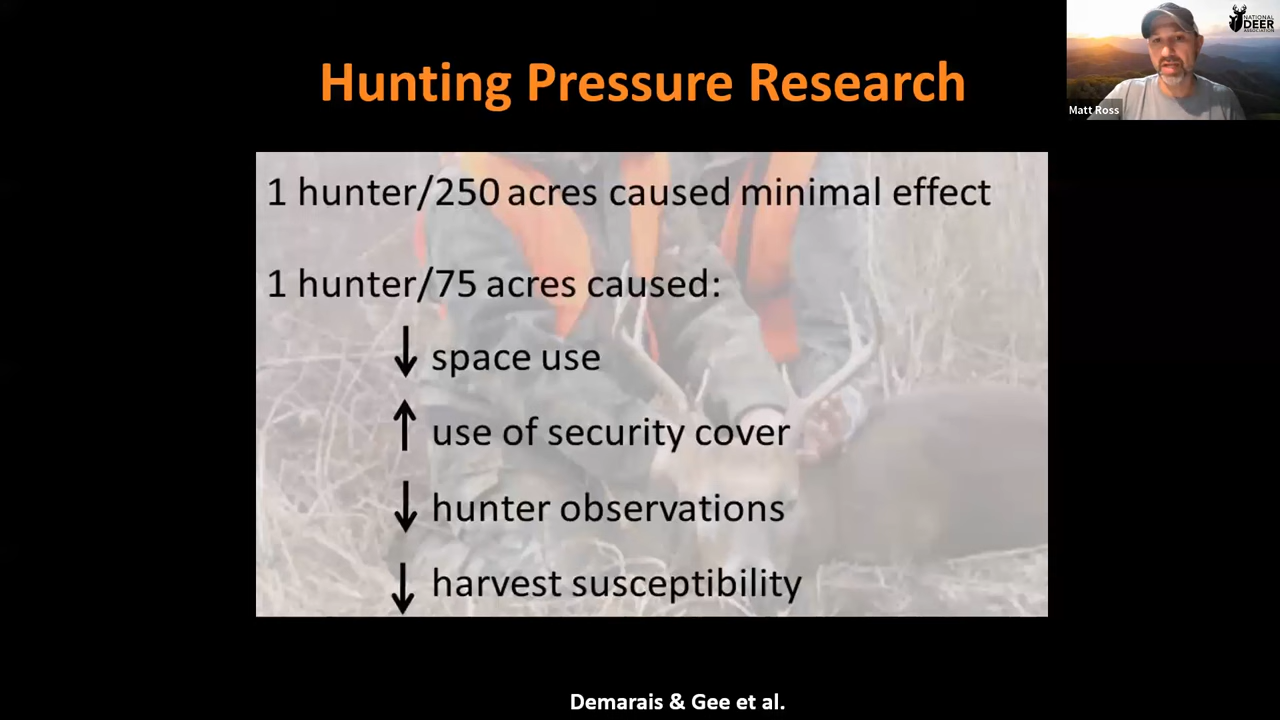 Hunting Pressure Research
1 hunter/250 acres caused minimal effect
1 hunter/75 acres caused:
↓ space use
↑ use of security cover
↓ hunter observations
↓ harvest susceptibility
Demarais & Gee et al.
Matt Ross
NATIONAL
DEER
ASSOCIATION